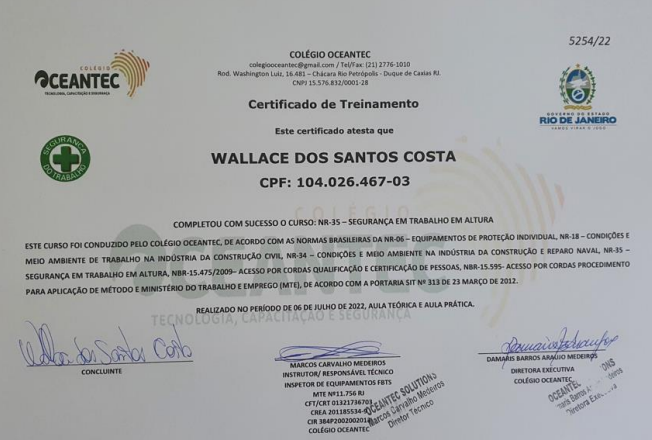 5254/22
COLÉGIO OCEANTEC
colegiooceantec@gmail.com / Tel/Fax: (21) 2776-1010
Rod. Washington Luiz, 16.481 – Chácara Rio Petrópolis - Duque de Caxias RJ.
CNPJ 15.576.832/0001-28
COLÉGIO
OCEANTEC
TECNOLOGIA, CAPACITAÇÃO E SEGURANÇA
GOVERNO DO ESTADO
RIO DE JANEIRO
VAMOS VIRAR O JOGO
Certificado de Treinamento
Este certificado atesta que
SEGURANÇA
DO TRABALHO
WALLACE DOS SANTOS COSTA
CPF: 104.026.467-03
COLÉGIO
OCEANTEC
TECNOLOGIA, CAPACITAÇÃO E SEGURANÇA
COMPLETOU COM SUCESSO O CURSO: NR-35 – SEGURANÇA EM TRABALHO EM ALTURA
ESTE CURSO FOI CONDUZIDO PELO COLÉGIO OCEANTEC, DE ACORDO COM AS NORMAS BRASILEIRAS DA NR-06 – EQUIPAMENTOS DE PROTEÇÃO INDIVIDUAL, NR-18 – CONDIÇÕES E
MEIO AMBIENTE DE TRABALHO NA INDÚSTRIA DA CONSTRUÇÃO CIVIL, NR-34 – CONDIÇÕES E MEIO AMBIENTE NA INDÚSTRIA DA CONSTRUÇÃO E REPARO NAVAL, NR-35 –
SEGURANÇA EM TRABALHO EM ALTURA, NBR-15.475/2009– ACESSO POR CORDAS QUALIFICAÇÃO E CERTIFICAÇÃO DE PESSOAS, NBR-15.595- ACESSO POR CORDAS PROCEDIMENTO
PARA APLICAÇÃO DE MÉTODO E MINISTÉRIO DO TRABALHO E EMPREGO (MTE), DE ACORDO COM A PORTARIA SIT Nº 313 DE 23 MARÇO DE 2012.
REALIZADO NO PERÍODO DE 06 DE JULHO DE 2022, AULA TEÓRICA E AULA PRÁTICA.
Wallace dos Santos Costa
CONCLUINTE
MARCOS CARVALHO MEDEIROS
INSTRUTOR/ RESPONSÁVEL TÉCNICO
INSPETOR DE EQUIPAMENTOS FBTS
MTE Nº11.756 RJ
CFT/CRT 01321736703
CREA 201185534-
CIR 384P2002002012
COLÉGIO OCEANTEC
OCEANTEC SOLUTIONS
Marcos Carvalho Medeiros
Diretor Técnico
DAMARIS BARROS ARAÚJO MEDEIROS
DIRETORA EXECUTIVA
COLÉGIO OCEANTEC.
OCEANTEC
Diretora